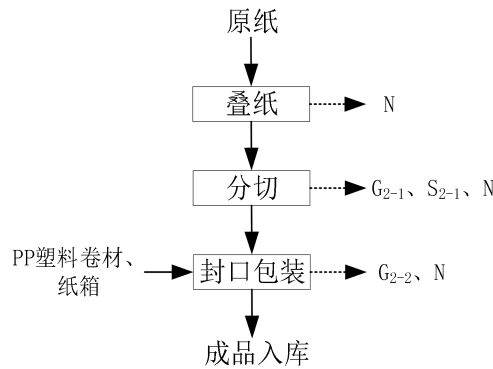 原纸
叠纸
N
分切
G2-1、S2-1、N
PP塑料卷材、
纸箱
封口包装
G2-2、N
成品入库